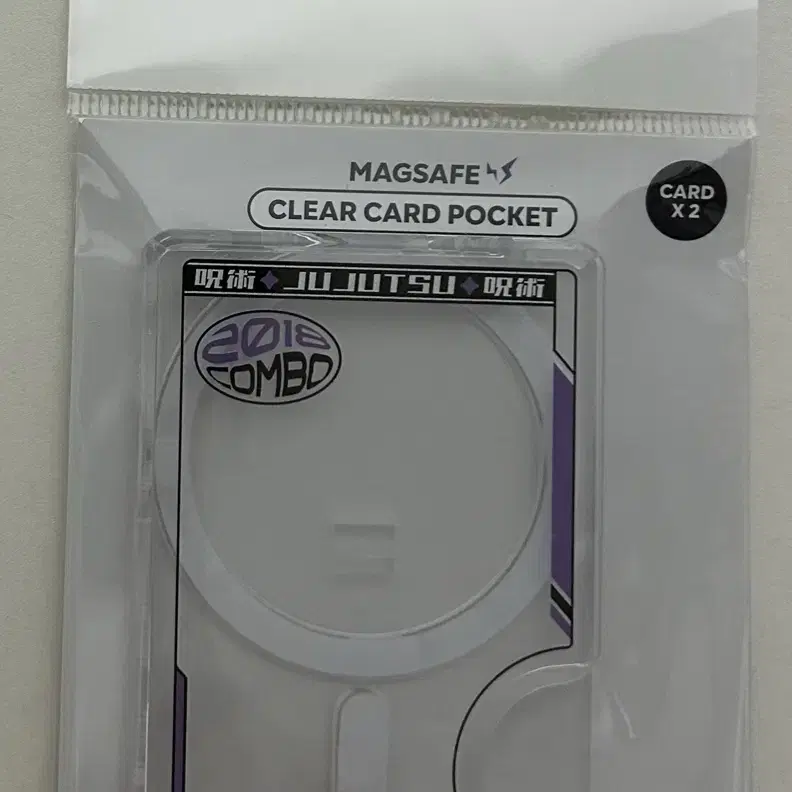 MAGSAFE
CLEAR CARD POCKET
CARD
X 2
呪術 JUJUTSU 呪術
2018
COMBO